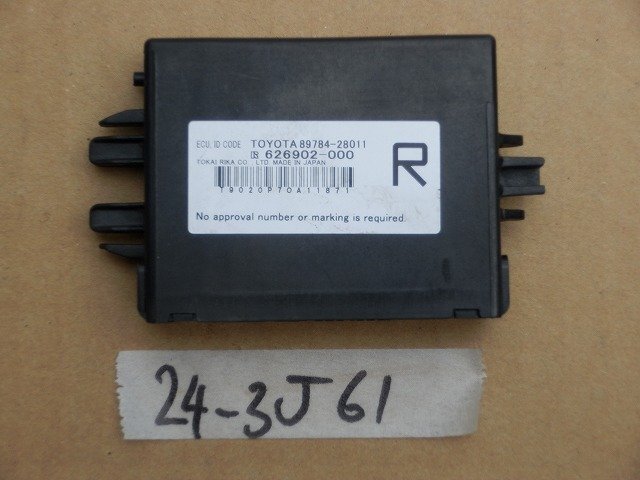 ECU, ID CODE TOYOTA 89784-28011
626902-000
TOKAI RIKA CO., LTD. MADE IN JAPAN
19020P70A11871
R
No approval number or marking is required.
24-3J61